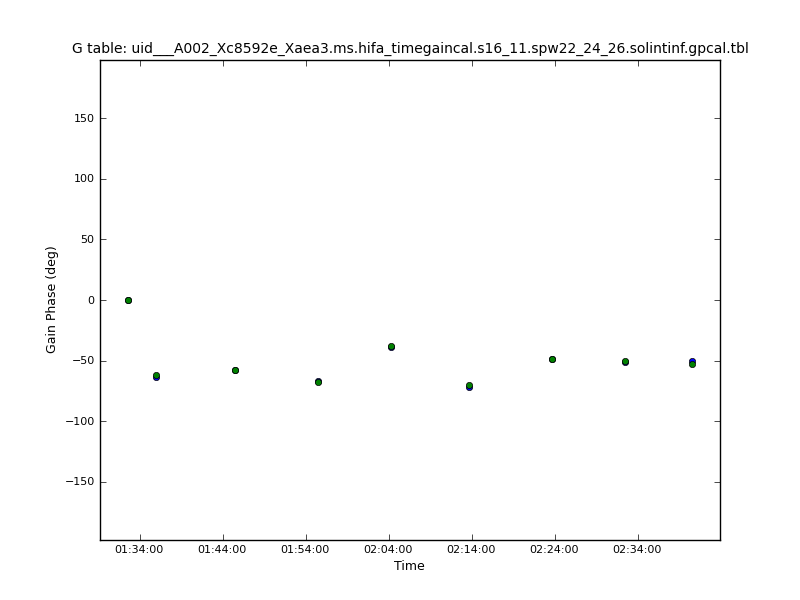 G table: uid___A002_Xc8592e_Xaea3.ms.hifa_timegaincal.s16_11.spw22_24_26.solintinf.gpcal.tbl
150
100
50
0
−50
−100
−150
Gain Phase (deg)
01:34:00 01:44:00 01:54:00 02:04:00 02:14:00 02:24:00 02:34:00
Time